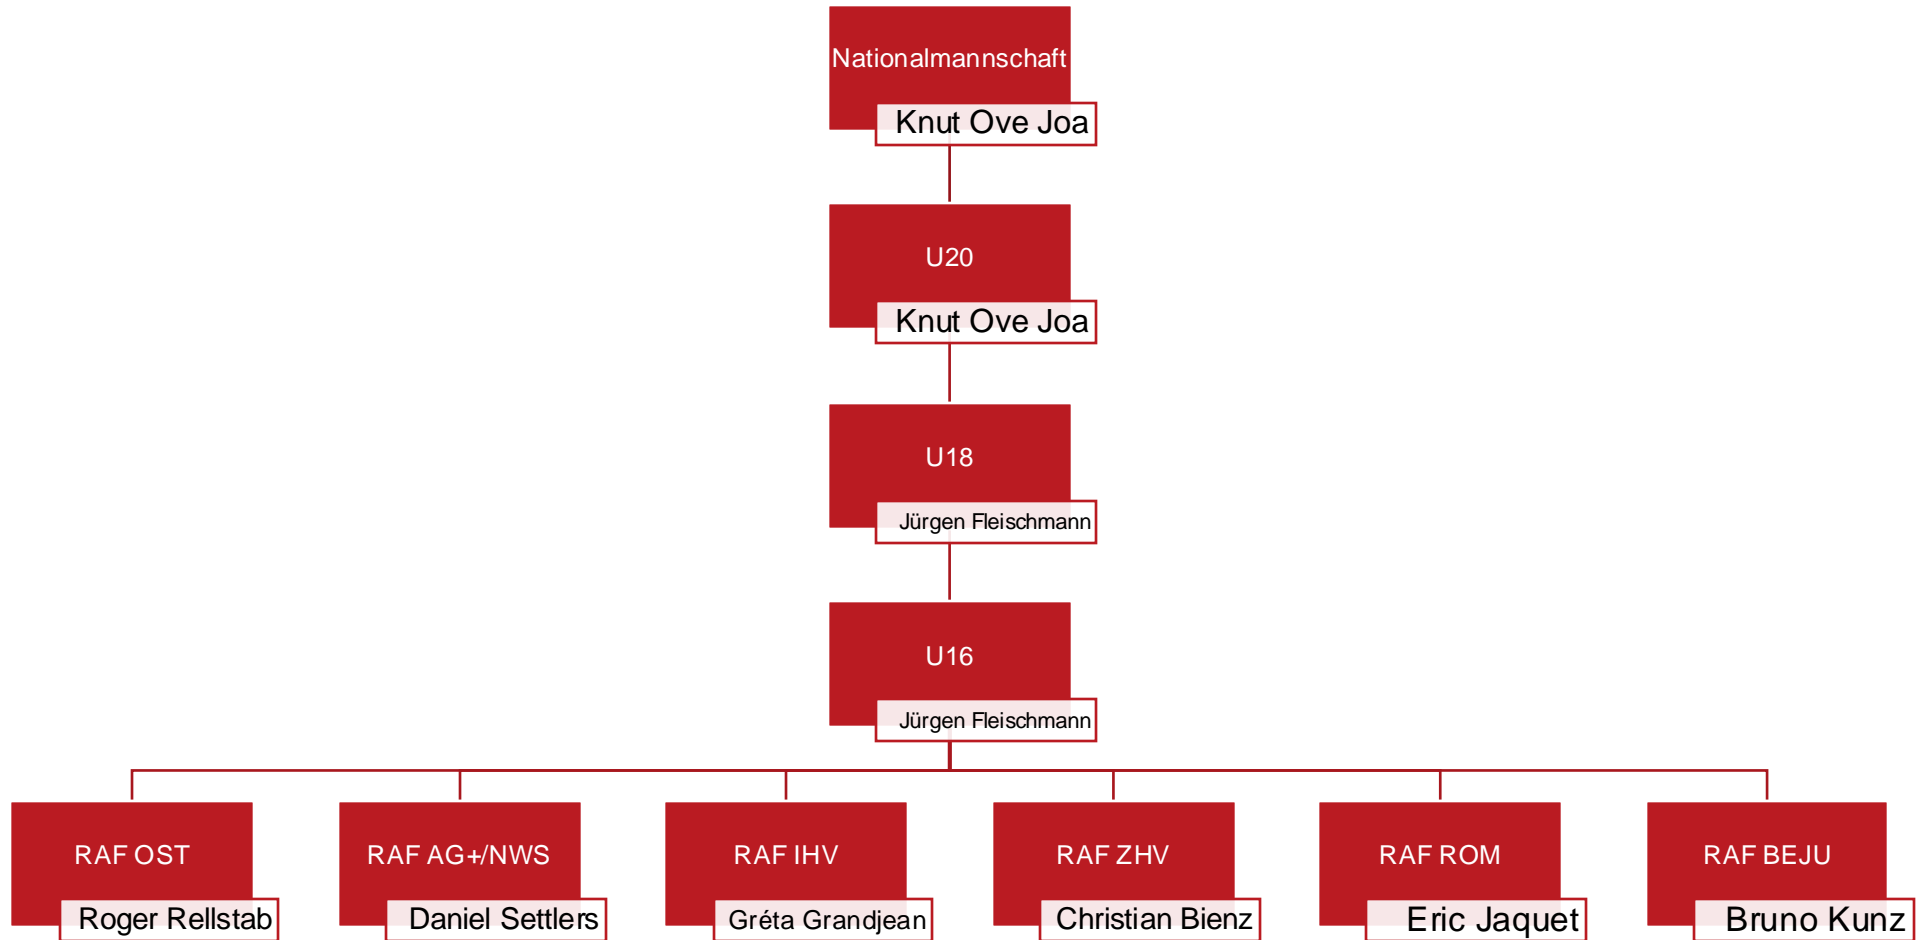 Nationalmannschaft
Knut Ove Joa
U20
Knut Ove Joa
U18
Jürgen Fleischmann
U16
Jürgen Fleischmann
RAF OST
Roger Rellstab
RAF AG+/NWS
Daniel Settlers
RAF IHV
Gréta Grandjean
RAF ZHV
Christian Bienz
RAF ROM
Eric Jaquet
RAF BEJU
Bruno Kunz